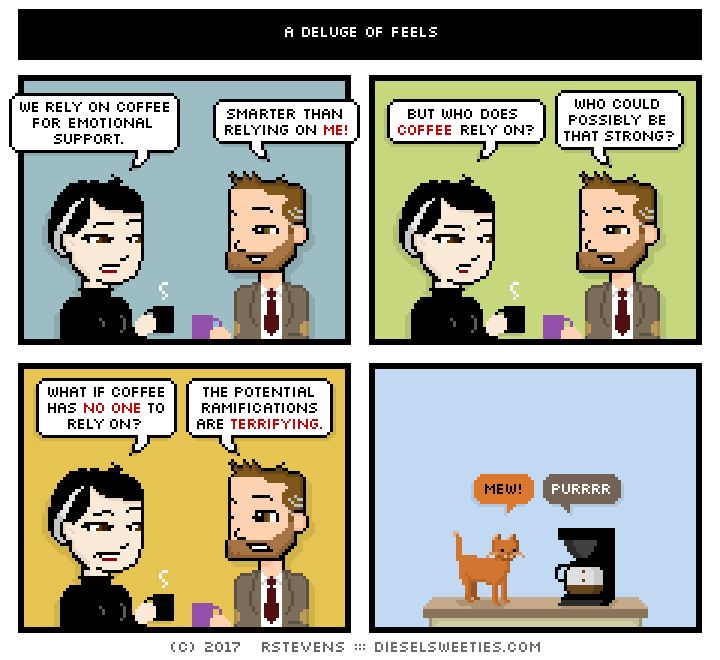 A DELUGE OF FEELS
WE RELY ON COFFEE
FOR EMOTIONAL
SUPPORT.
SMARTER THAN
RELYING ON ME!
BUT WHO DOES
COFFEE RELY ON?
WHO COULD
POSSIBLY BE
THAT STRONG?
WHAT IF COFFEE
HAS NO ONE TO
RELY ON?
THE POTENTIAL
RAMIFICATIONS
ARE TERRIFYING.
MEW!
PURRRR
(C) 2017 RSTEVENS ::: DIESELSWEETIES.COM